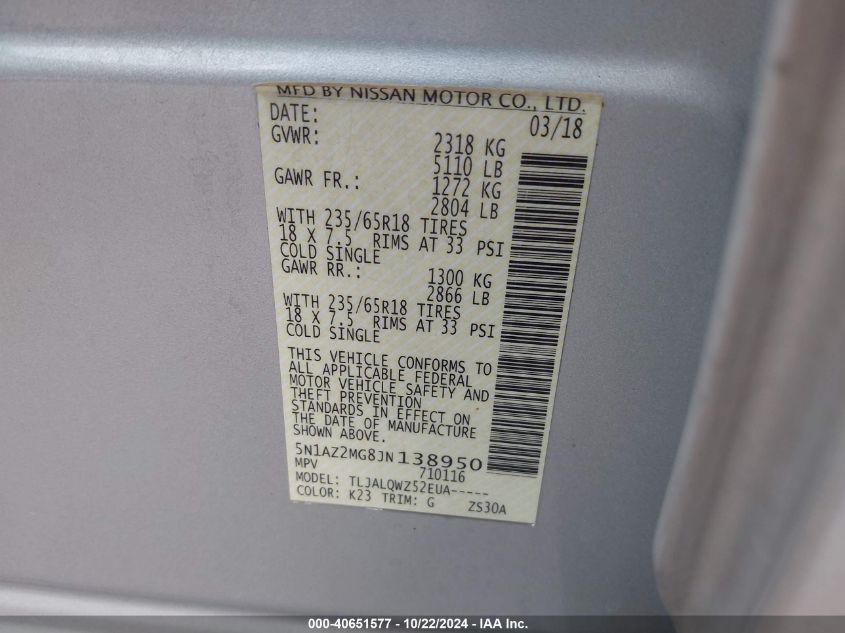 MFD BY NISSAN MOTOR CO., LTD.
DATE: 03/18
GVWR: 2318 KG
5110 LB
GAWR FR.: 1272 KG
2804 LB
WITH 235/65R18 TIRES
18 X 7.5 RIMS AT 33 PSI
COLD SINGLE
GAWR RR.: 1300 KG
2866 LB
WITH 235/65R18 TIRES
18 X 7.5 RIMS AT 33 PSI
COLD SINGLE
THIS VEHICLE CONFORMS TO
ALL APPLICABLE FEDERAL
MOTOR VEHICLE SAFETY AND
THEFT PREVENTION
STANDARDS IN EFFECT ON
THE DATE OF MANUFACTURE
SHOWN ABOVE.
5N1AZ2MG8JN138950
MPV 710116
MODEL: TLJALQWZ52EUA-----
COLOR: K23 TRIM: G ZS30A
000-40651577 - 10/22/2024 - IAA Inc.